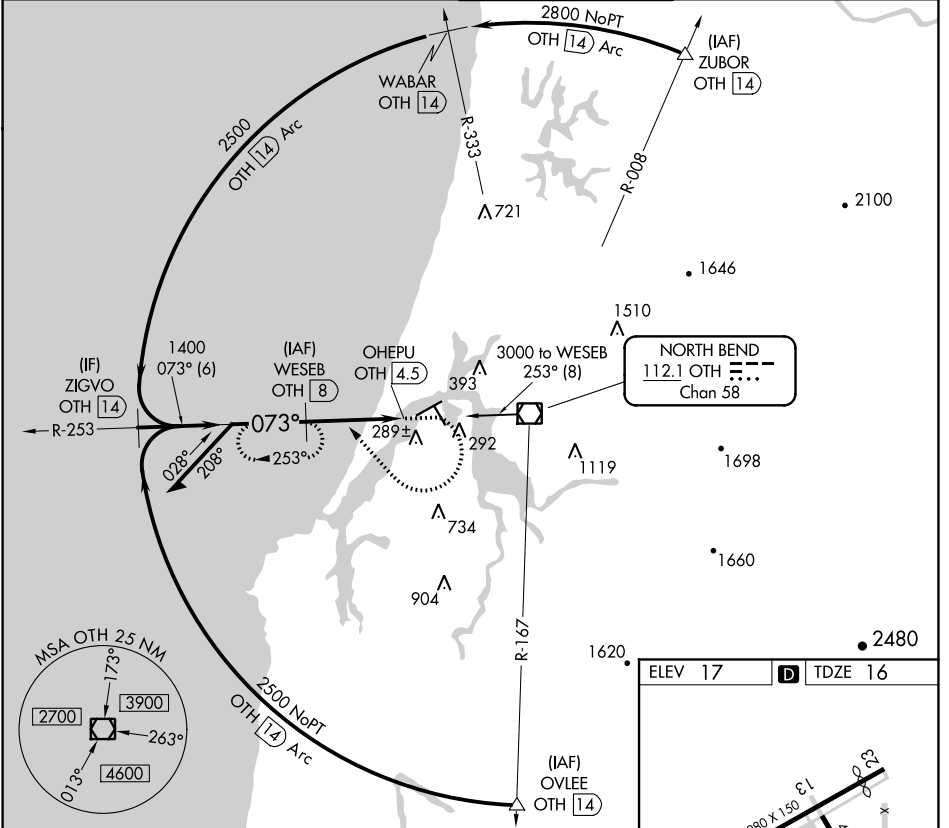 2800 NoPT
OTH 14 Arc
(IAF)
ZUBOR
OTH 14
WABAR
OTH 14
2500
OTH 14 Arc
R-333
R-008
721
2100
1646
1510
NORTH BEND
112.1 OTH
Chan 58
3000 to WESEB
253° (8)
393
OHEPU
OTH 4.5
(IAF)
WESEB
OTH 8
1400
073° (6)
(IF)
ZIGVO
OTH 14
R-253
073°
289±
292
028°
208°
253°
1119
1698
734
1660
904
R-167
1620
2480
MSA OTH 25 NM
173°
2700
3900
263°
013°
4600
2500 NoPT
OTH 14 Arc
(IAF)
OVLEE
OTH 14
ELEV 17 D TDZE 16
23
13
080 X 150
x